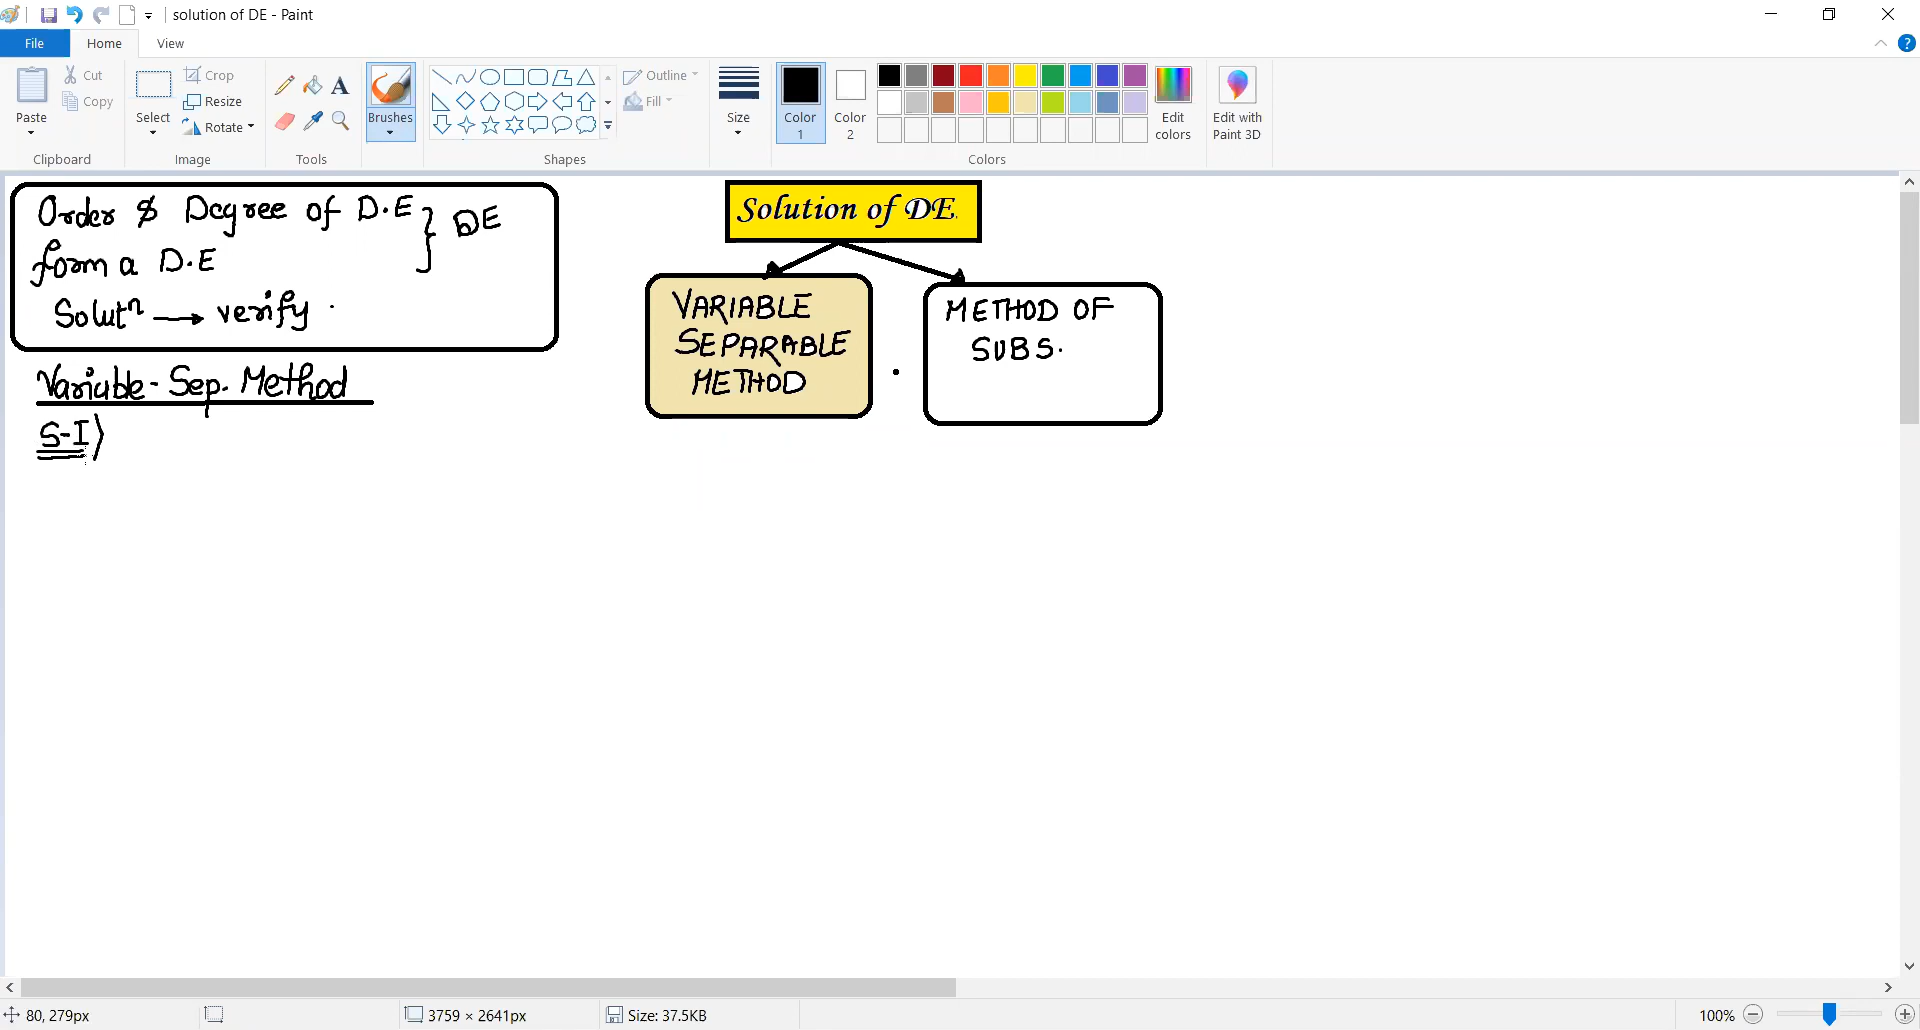 solution of DE - Paint
File Home View
Paste
Cut
Copy
Clipboard
Select
Crop
Resize
Rotate
Image
Tools
Brushes
Shapes
Outline
Fill
Size
Color 1
Color 2
Colors
Edit colors
Edit with Paint 3D
Order & Degree of D.E } DE
form a D.E
Solutⁿ → verify
Variable-Sep. Method
S-I)
Solution of DE.
VARIABLE
SEPARABLE
METHOD
METHOD OF
SUBS.
80, 279px
3759 × 2641px
Size: 37.5KB
100%